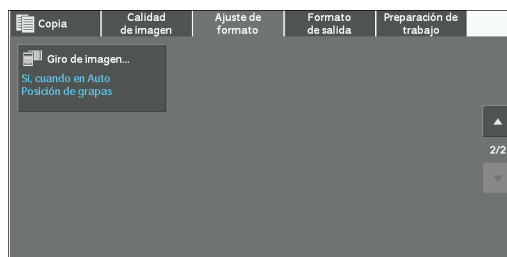 Copia
Calidad
de imagen
Ajuste de
formato
Formato
de salida
Preparación de
trabajo
Giro de imagen...
Sí, cuando en Auto
Posición de grapas
2/2